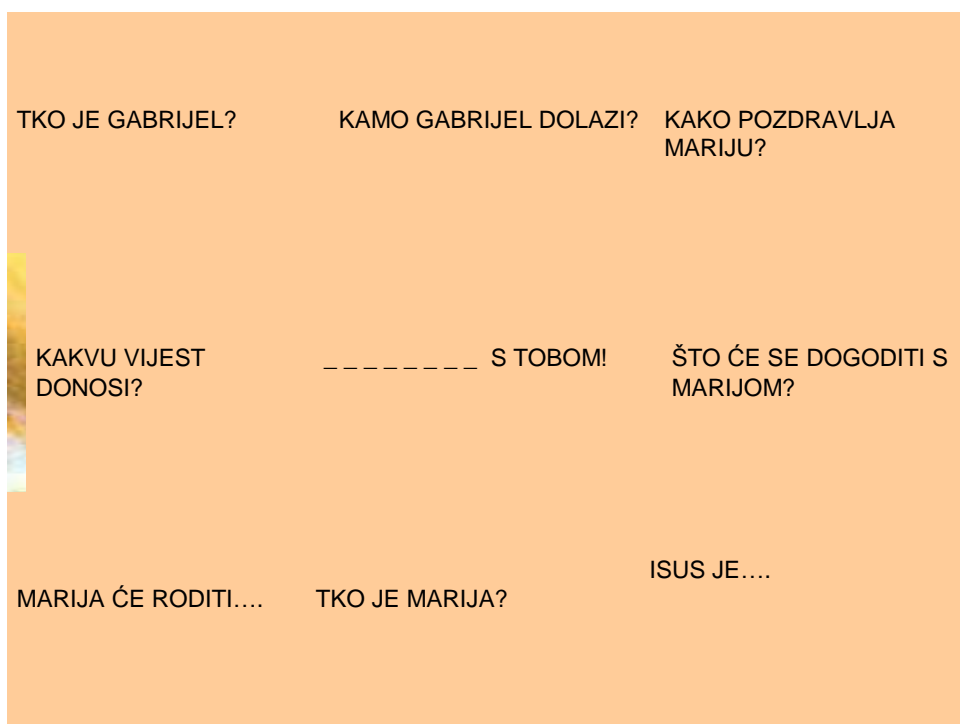 TKO JE GABRIJEL?
KAMO GABRIJEL DOLAZI?
KAKO POZDRAVLJA
MARIJU?
KAKVU VIJEST
DONOSI?
_ _ _ _ _ _ _ _ S TOBOM!
ŠTO ĆE SE DOGODITI S
MARIJOM?
MARIJA ĆE RODITI....
TKO JE MARIJA?
ISUS JE....